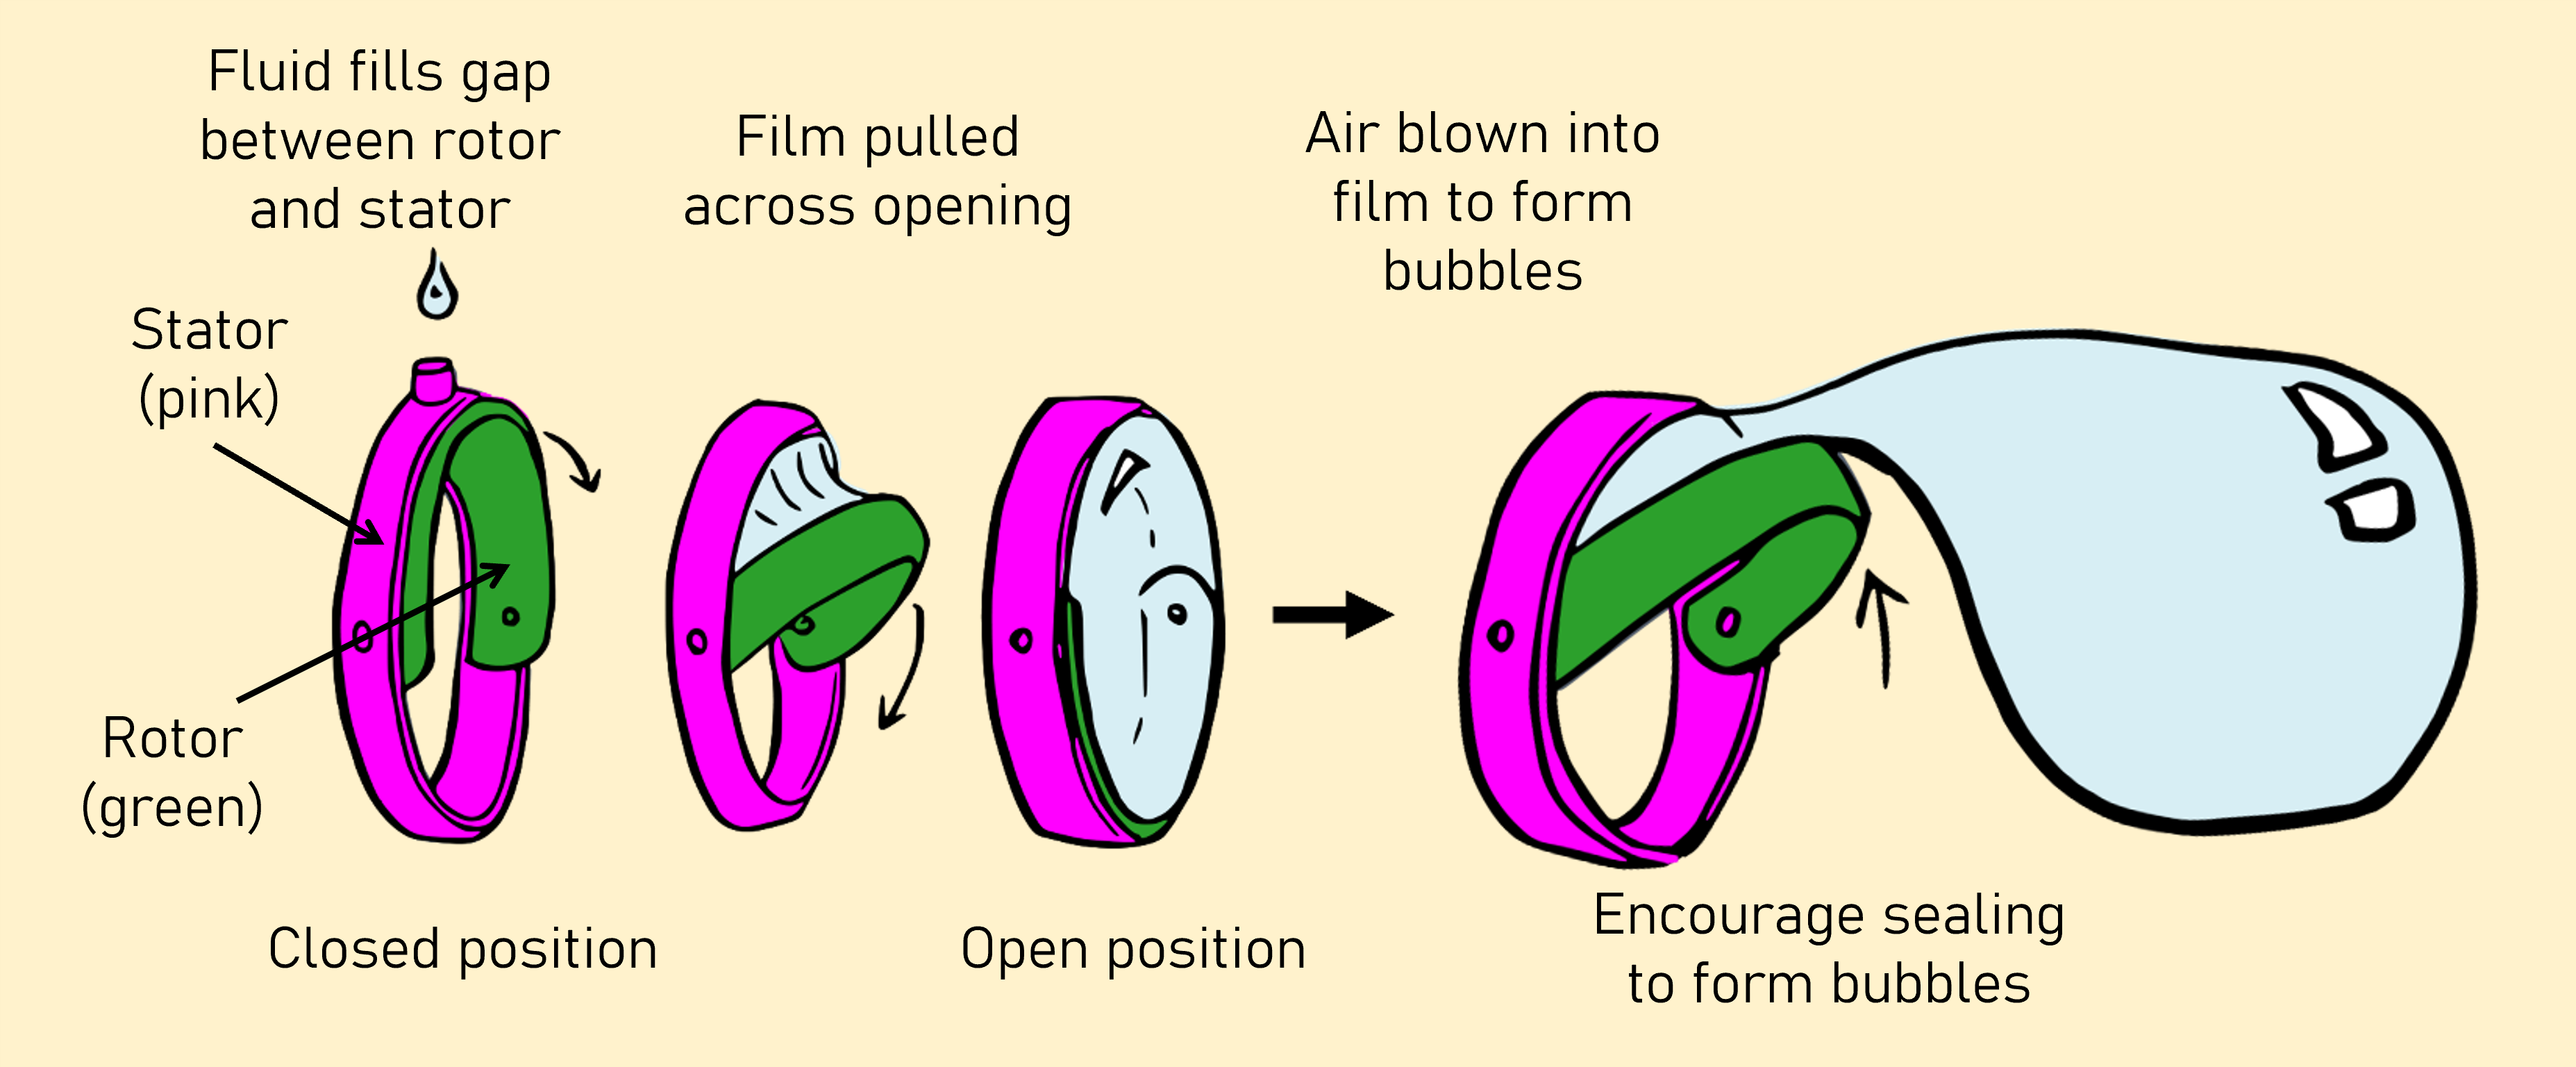 Fluid fills gap
between rotor
and stator
Stator
(pink)
Rotor
(green)
Closed position
Film pulled
across opening
Open position
Air blown into
film to form
bubbles
Encourage sealing
to form bubbles